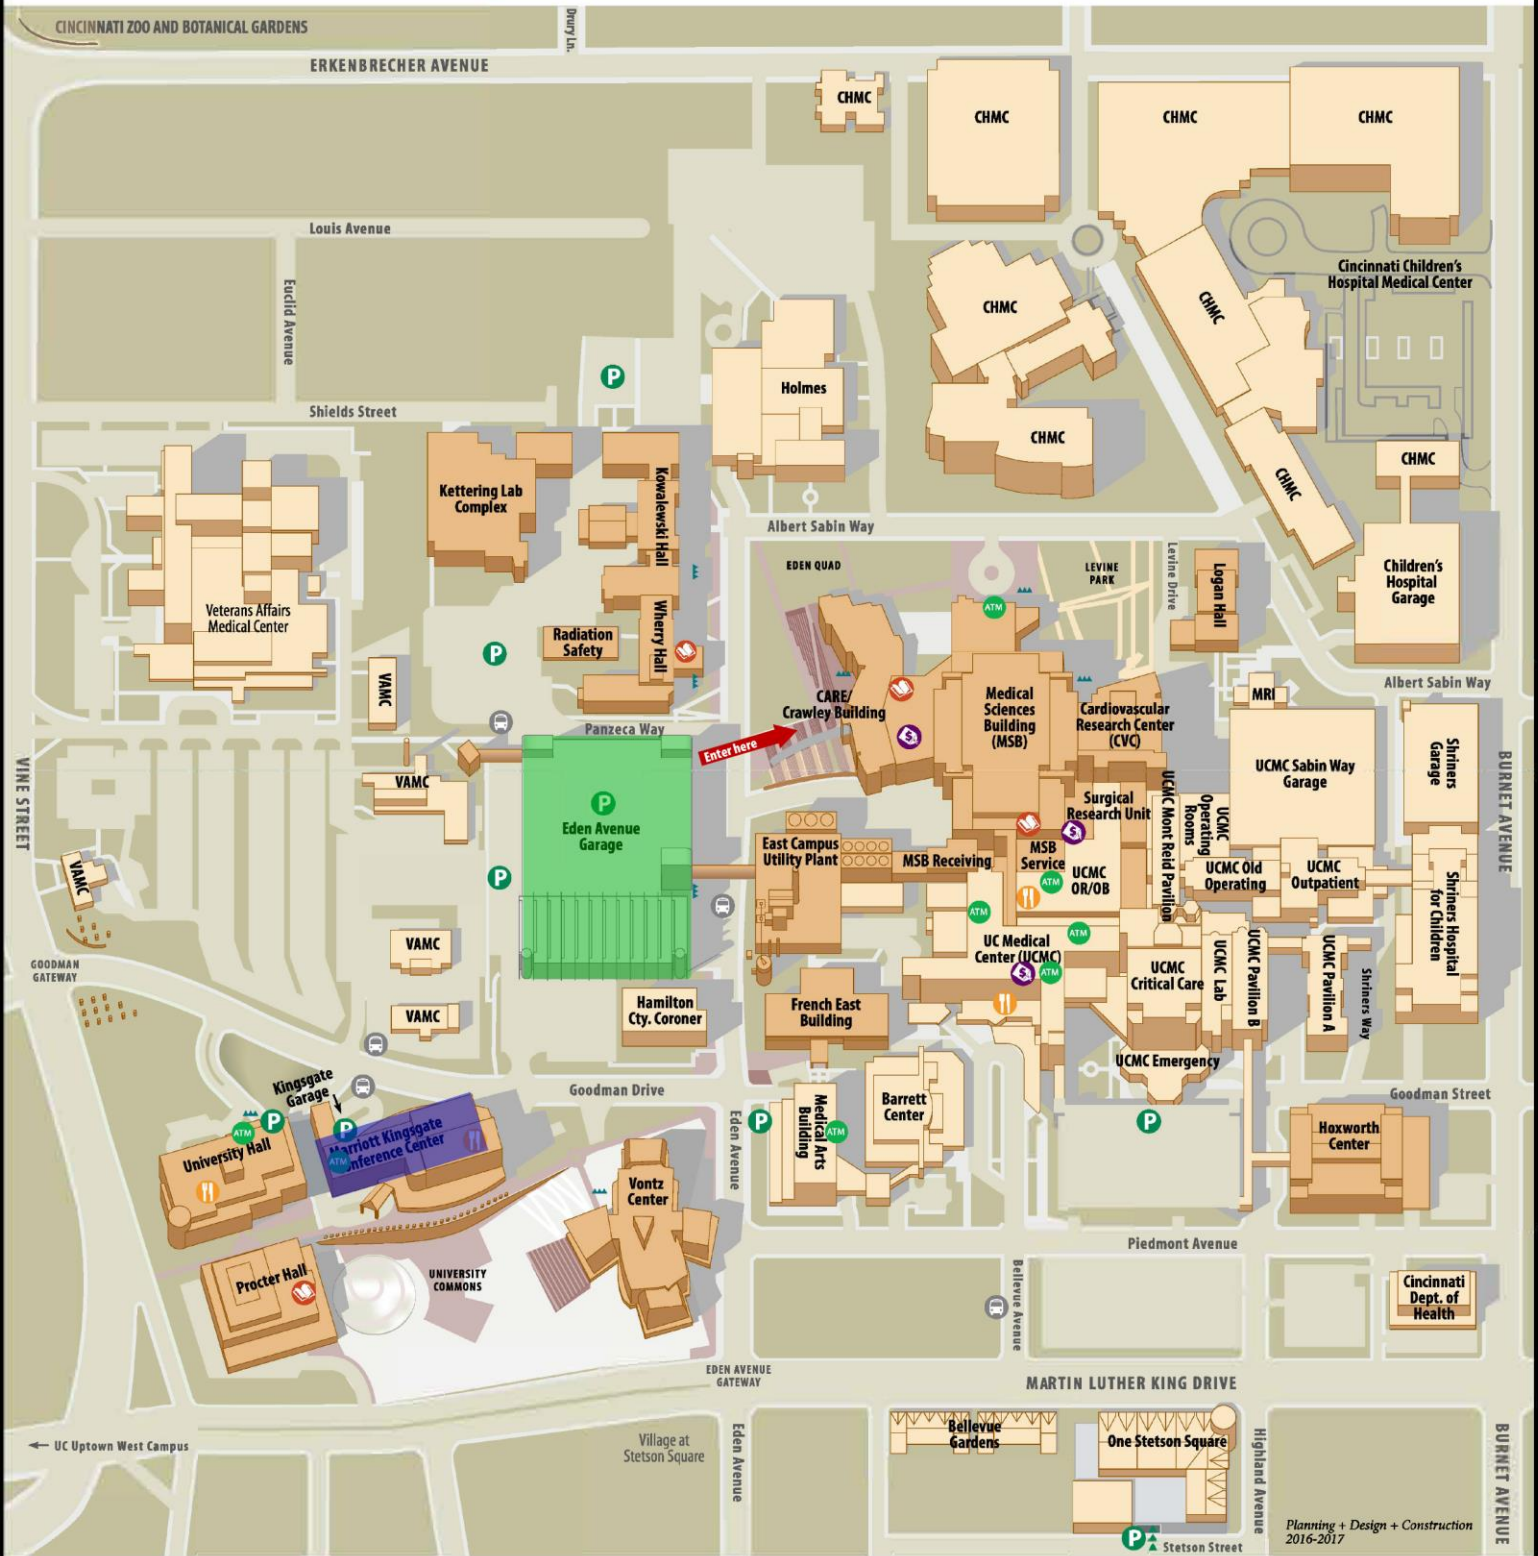 CINCINNATI ZOO AND BOTANICAL GARDENS
Drury Ln.
ERKENBRECHER AVENUE
CHMC
CHMC
CHMC
CHMC
Louis Avenue
Euclid Avenue
Cincinnati Children's
Hospital Medical Center
CHMC
CHMC
P
Holmes
Shields Street
CHMC
CHMC
CHMC
Kettering Lab
Complex
Kowalewski Hall
Albert Sabin Way
EDEN QUAD
LEVINE
PARK
Levine Drive
Logan Hall
Children's
Hospital
Garage
Veterans Affairs
Medical Center
ATM
Radiation
Safety
Wherry Hall
P
VAMC
CARE/
Crawley Building
Medical
Sciences
Building
(MSB)
Cardiovascular
Research Center
(CVC)
MRI
Albert Sabin Way
$
Panzeca Way
Enter here
VINE STREET
VAMC
UCMC Sabin Way
Garage
Shriners
Garage
BURNET AVENUE
P
Eden Avenue
Garage
Surgical
Research Unit
UCMC Mont Reid Pavilion
UCMC
Operating
Rooms
East Campus
Utility Plant
MSB Receiving
MSB
Service
$
UCMC
OR/OB
UCMC Old
Operating
UCMC
Outpatient
Shriners Hospital
for Children
VAMC
P
ATM
ATM
ATM
VAMC
UC Medical
Center (UCMC)
$
ATM
UCMC
Critical Care
UCMC Lab
UCMC Pavilion B
UCMC Pavilion A
Shriners Way
GOODMAN
GATEWAY
VAMC
Hamilton
Cty. Coroner
French East
Building
UCMC Emergency
Kingsgate
Garage
Goodman Drive
Goodman Street
P
P
P
P
ATM
University Hall
Marriott Kingsgate
onference Center
ATM
Eden Avenue
Medical Arts
Building
ATM
Barrett
Center
Hoxworth
Center
Vontz
Center
Piedmont Avenue
Procter Hall
UNIVERSITY
COMMONS
Bellevue Avenue
Cincinnati
Dept. of
Health
EDEN AVENUE
GATEWAY
MARTIN LUTHER KING DRIVE
← UC Uptown West Campus
Village at
Stetson Square
Eden Avenue
Bellevue
Gardens
One Stetson Square
Highland Avenue
BURNET AVENUE
P
Stetson Street
Planning + Design + Construction
2016-2017